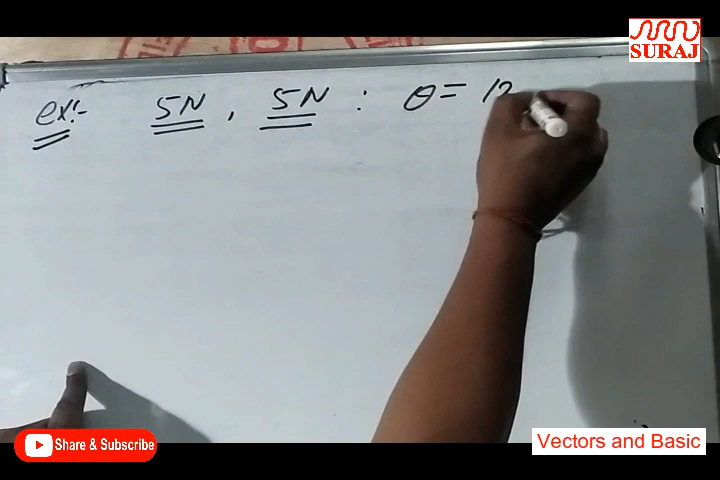 SURAJ
ex:- 5N, 5N : θ = 12
Share & Subscribe
Vectors and Basic